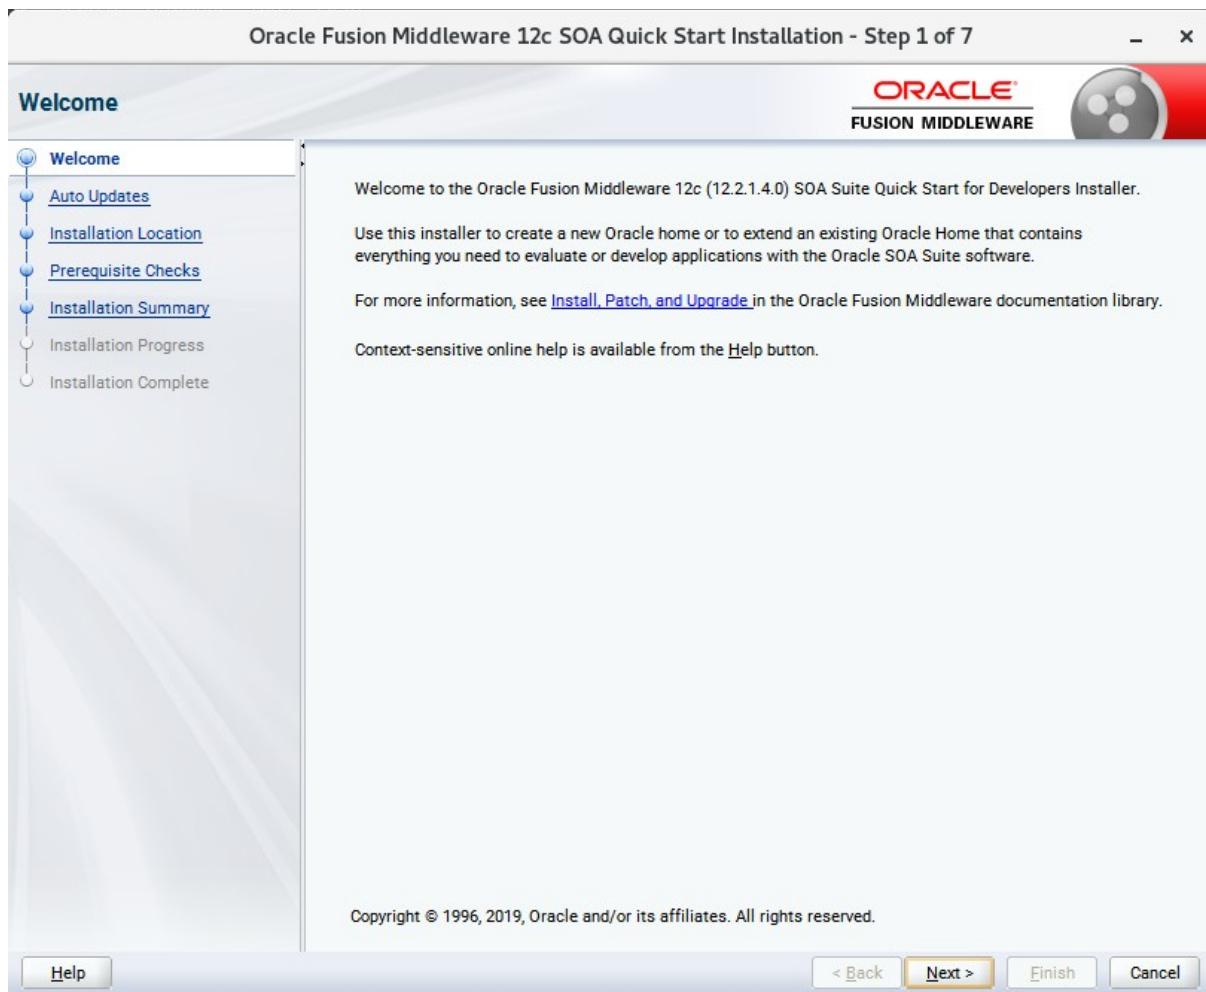 Oracle Fusion Middleware 12c SOA Quick Start Installation - Step 1 of 7
Welcome
ORACLE
FUSION MIDDLEWARE
Welcome
Auto Updates
Installation Location
Prerequisite Checks
Installation Summary
Installation Progress
Installation Complete
Welcome to the Oracle Fusion Middleware 12c (12.2.1.4.0) SOA Suite Quick Start for Developers Installer.
Use this installer to create a new Oracle home or to extend an existing Oracle Home that contains
everything you need to evaluate or develop applications with the Oracle SOA Suite software.
For more information, see Install, Patch, and Upgrade in the Oracle Fusion Middleware documentation library.
Context-sensitive online help is available from the Help button.
Copyright © 1996, 2019, Oracle and/or its affiliates. All rights reserved.
Help
< Back
Next >
Finish
Cancel